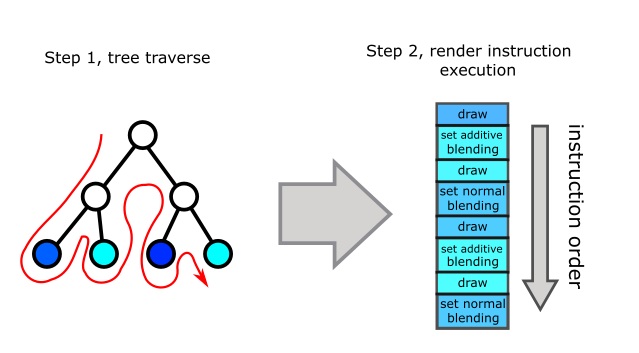 Step 1, tree traverse
Step 2, render instruction
execution
draw
set additive
blending
draw
set normal
blending
draw
set additive
blending
draw
set normal
blending
instruction order